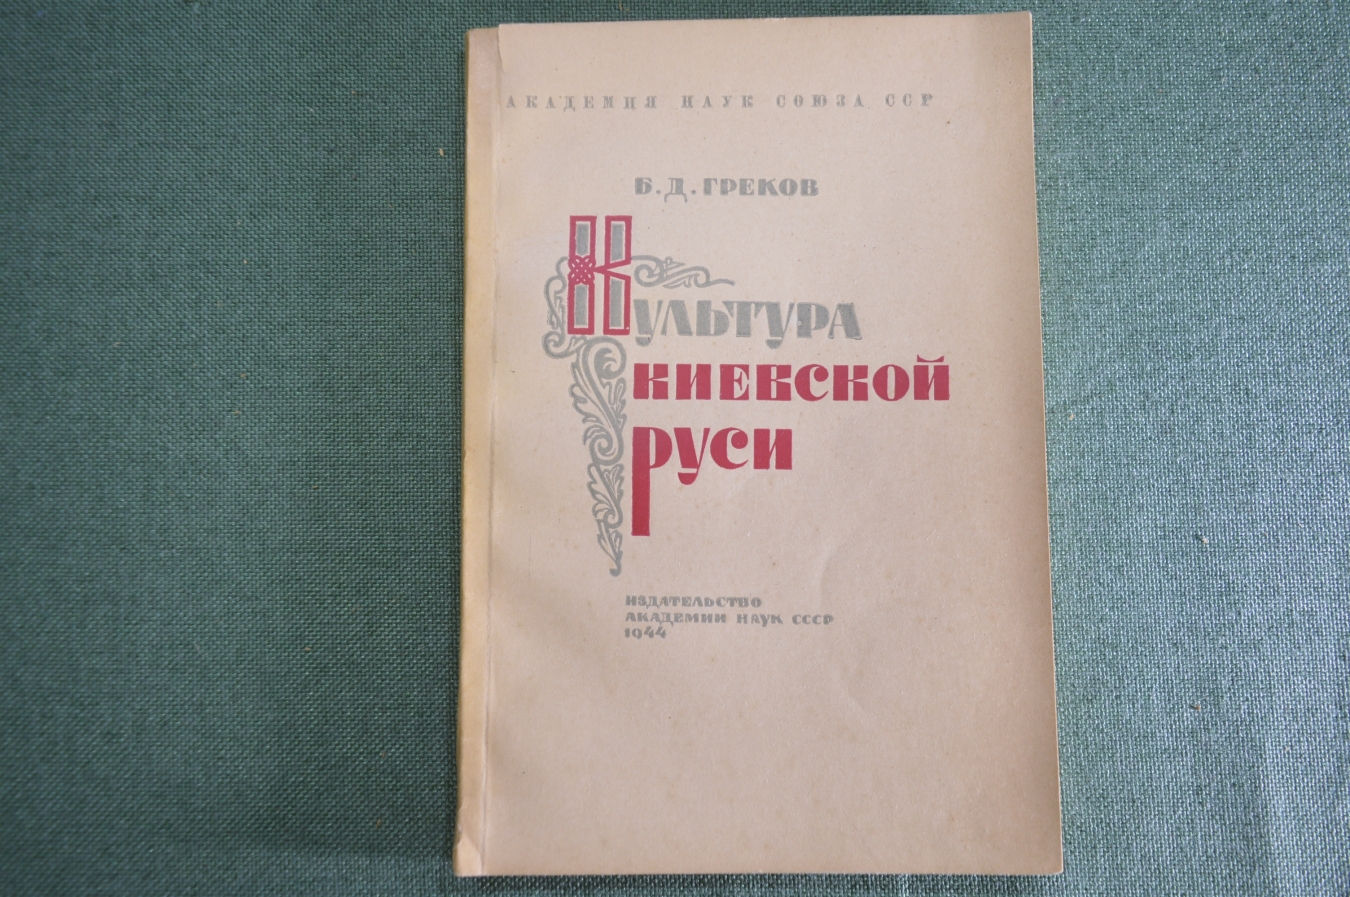 АКАДЕМИЯ НАУК СОЮЗА ССР
Б. Д. ГРЕКОВ
КУЛЬТУРА
КИЕВСКОЙ
РУСИ
ИЗДАТЕЛЬСТВО
АКАДЕМИИ НАУК СССР
1944